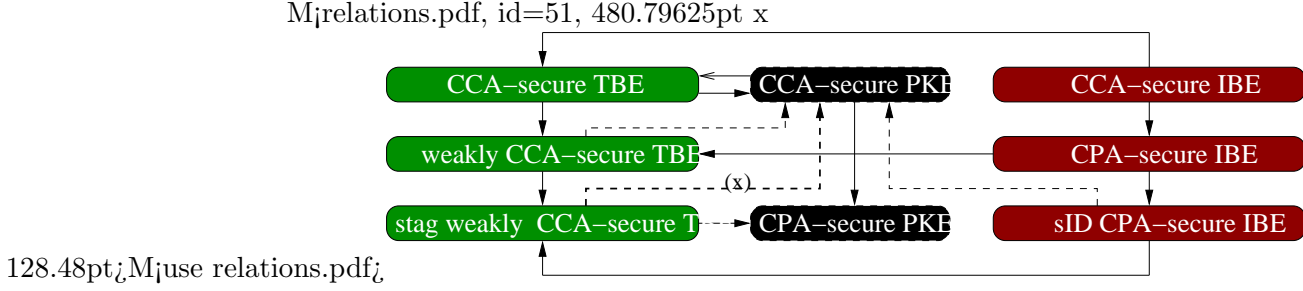 M¡relations.pdf, id=51, 480.79625pt x
CCA−secure TBE CCA−secure PKE CCA−secure IBE
weakly CCA−secure TBE CPA−secure IBE
(x)
stag weakly CCA−secure T CPA−secure PKE sID CPA−secure IBE
128.48pt¿M¡use relations.pdf¿